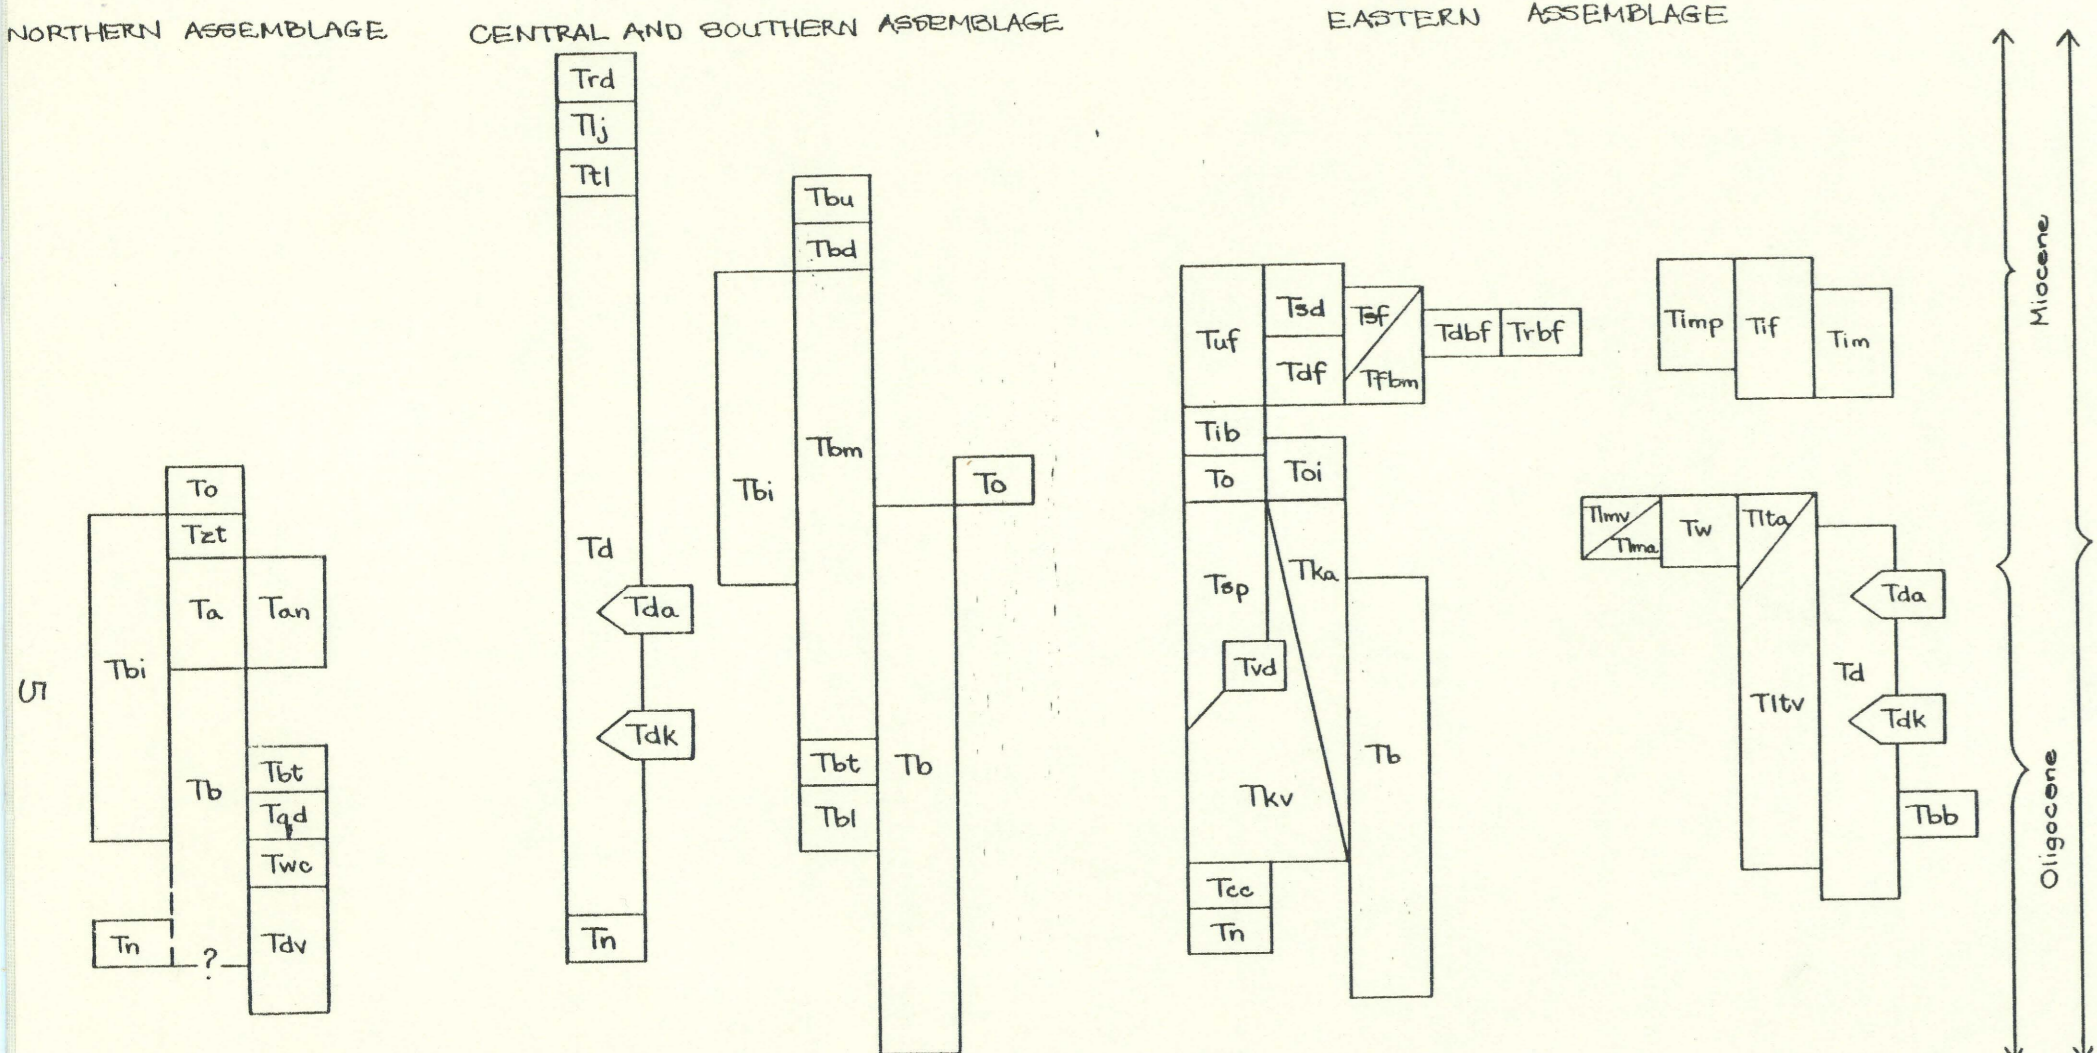 NORTHERN ASSEMBLAGE
CENTRAL AND SOUTHERN ASSEMBLAGE
EASTERN ASSEMBLAGE
To
Tzt
Ta
Tan
Tbi
Tb
Tbt
Tqd
Twc
Tdv
Tn
?
5
Trd
Tlj
Ttl
Td
Tda
Tdk
Tn
Tbu
Tbd
Tbi
Tbm
Tbt
Tbl
Tb
To
Tuf
Tsd
Tdf
Tsf
Tfbm
Tdbf
Trbf
Tib
To
Toi
Tsp
Tka
Tvd
Tkv
Tb
Tcc
Tn
Timp
Tif
Tim
Tlmv
Tlma
Tw
Tlta
Tltv
Td
Tda
Tdk
Tbb
Miocene
Oligocene